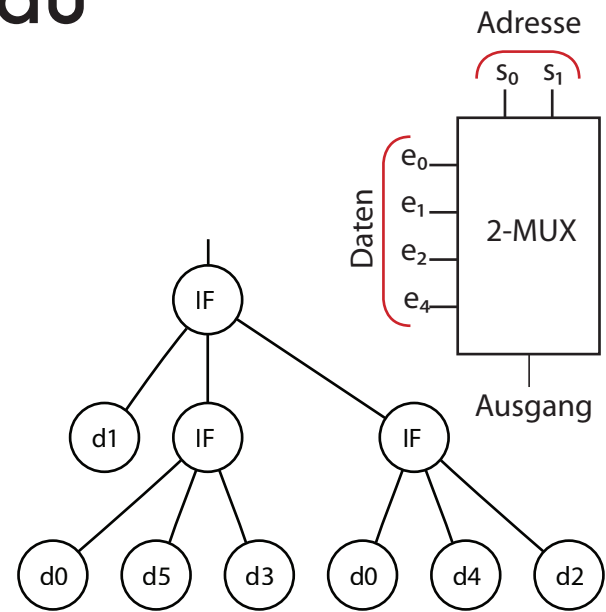 Adresse
s₀ s₁
Daten
e₀
e₁
e₂
e₄
2-MUX
Ausgang
IF
d1 IF IF
d0 d5 d3 d0 d4 d2